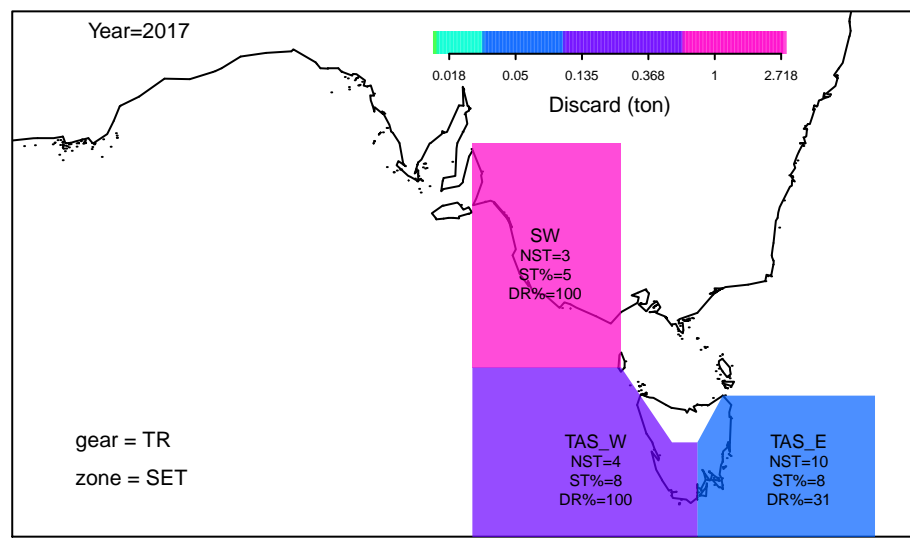 Year=2017
0.018 0.05 0.135 0.368 1 2.718
Discard (ton)
SW
NST=3
ST%=5
DR%=100
gear = TR
zone = SET
TAS_W
NST=4
ST%=8
DR%=100
TAS_E
NST=10
ST%=8
DR%=31